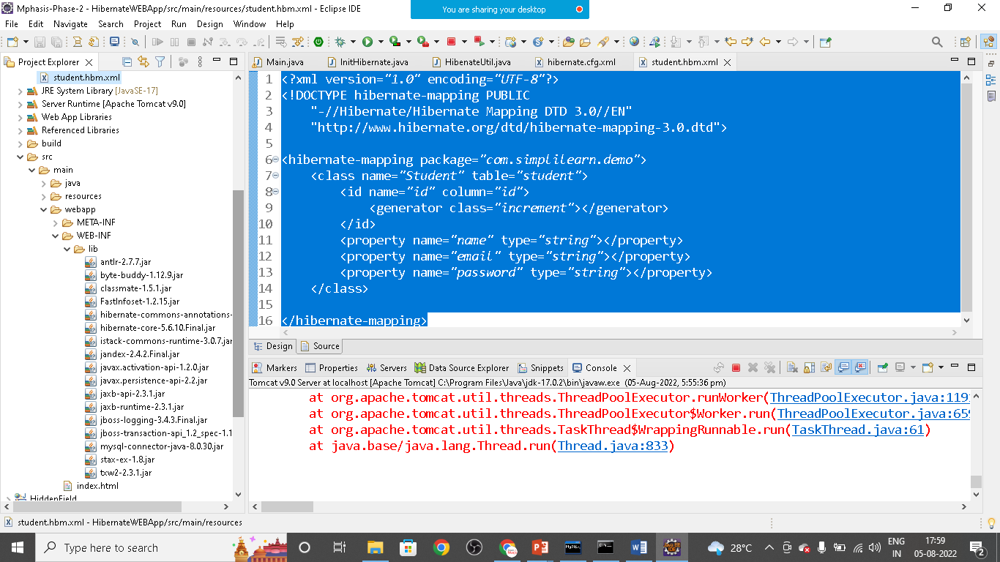 Mphasis-Phase-2 - HibernateWEBApp/src/main/resources/student.hbm.xml - Eclipse IDE
You are sharing your desktop
File Edit Navigate Search Project Run Design Window Help
Project Explorer
student.hbm.xml
JRE System Library [JavaSE-17]
Server Runtime [Apache Tomcat v9.0]
Web App Libraries
Referenced Libraries
build
src
main
java
resources
webapp
META-INF
WEB-INF
lib
antlr-2.7.7.jar
byte-buddy-1.12.9.jar
classmate-1.5.1.jar
FastInfoset-1.2.15.jar
hibernate-commons-annotations-
hibernate-core-5.6.10.Final.jar
istack-commons-runtime-3.0.7.jar
jandex-2.4.2.Final.jar
javax.activation-api-1.2.0.jar
javax.persistence-api-2.2.jar
jaxb-api-2.3.1.jar
jaxb-runtime-2.3.1.jar
jboss-logging-3.4.3.Final.jar
jboss-transaction-api_1.2_spec-1.1
mysql-connector-java-8.0.30.jar
stax-ex-1.8.jar
txw2-2.3.1.jar
index.html
HiddenField
Main.java InitHibernate.java HibenateUtil.java hibernate.cfg.xml student.hbm.xml
1 <?xml version="1.0" encoding="UTF-8"?>
2 <!DOCTYPE hibernate-mapping PUBLIC
3 "-//Hibernate/Hibernate Mapping DTD 3.0//EN"
4 "http://www.hibernate.org/dtd/hibernate-mapping-3.0.dtd">
5
6 <hibernate-mapping package="com.simplilearn.demo">
7 <class name="Student" table="student">
8 <id name="id" column="id">
9 <generator class="increment"></generator>
10 </id>
11 <property name="name" type="string"></property>
12 <property name="email" type="string"></property>
13 <property name="password" type="string"></property>
14 </class>
15
16 </hibernate-mapping>
Design Source
Markers Properties Servers Data Source Explorer Snippets Console
Tomcat v9.0 Server at localhost [Apache Tomcat] C:\Program Files\Java\jdk-17.0.2\bin\javaw.exe (05-Aug-2022, 5:55:36 pm)
at org.apache.tomcat.util.threads.ThreadPoolExecutor.runWorker(ThreadPoolExecutor.java:1191
at org.apache.tomcat.util.threads.ThreadPoolExecutor$Worker.run(ThreadPoolExecutor.java:659
at org.apache.tomcat.util.threads.TaskThread$WrappingRunnable.run(TaskThread.java:61)
at java.base/java.lang.Thread.run(Thread.java:833)
student.hbm.xml - HibernateWEBApp/src/main/resources
Type here to search
28°C
ENG
IN
17:59
05-08-2022
2